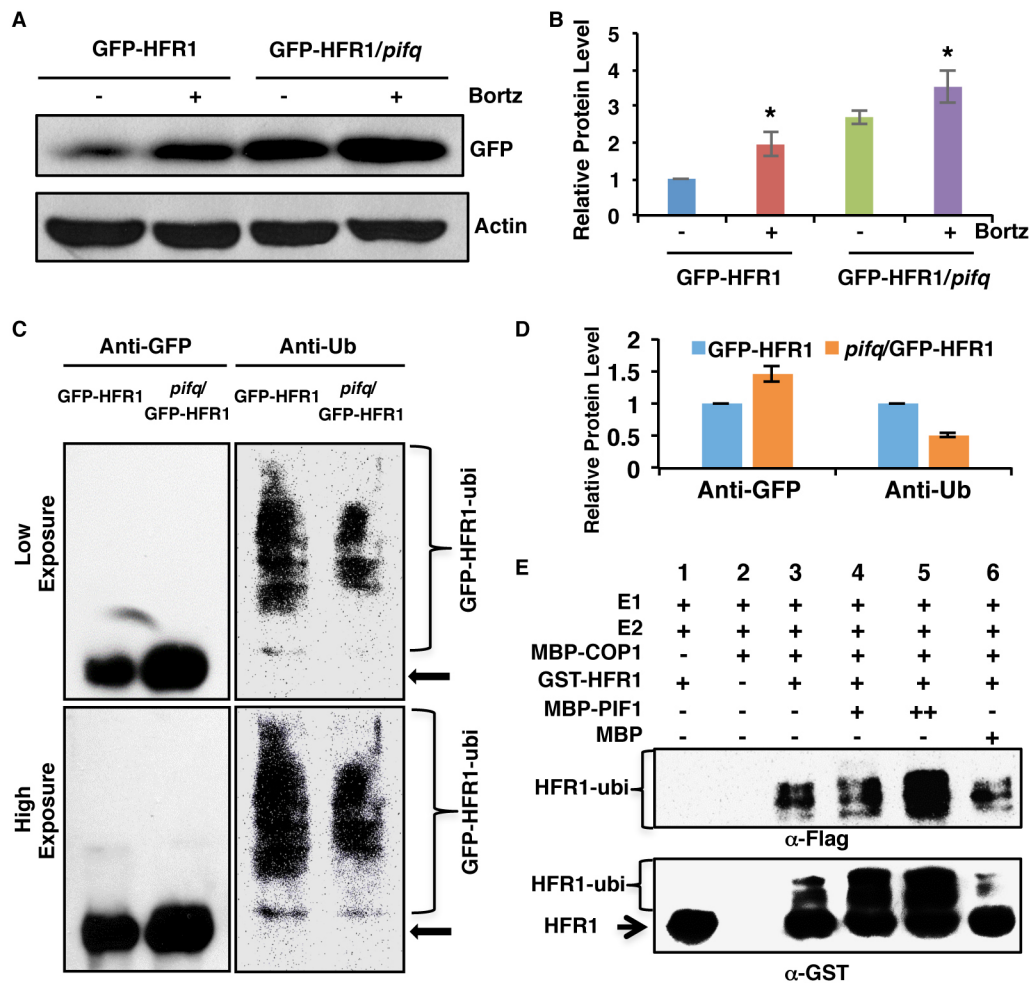 A
GFP-HFR1 GFP-HFR1/pifq
- + - + Bortz
GFP
Actin
B
Relative Protein Level
5
4
3
2
1
0
* *
- + - + Bortz
GFP-HFR1 GFP-HFR1/pifq
C
Anti-GFP Anti-Ub
GFP-HFR1 pifq/ GFP-HFR1 GFP-HFR1 pifq/ GFP-HFR1
Low
Exposure
GFP-HFR1-ubi
High
Exposure
GFP-HFR1-ubi
D
Relative Protein Level
2
1.5
1
0.5
0
GFP-HFR1 pifq/GFP-HFR1
Anti-GFP Anti-Ub
E
1 2 3 4 5 6
E1 + + + + + +
E2 + + + + + +
MBP-COP1 - + + + + +
GST-HFR1 + - + + + +
MBP-PIF1 - - - + ++ -
MBP - - - - - +
HFR1-ubi
α-Flag
HFR1-ubi
HFR1
α-GST